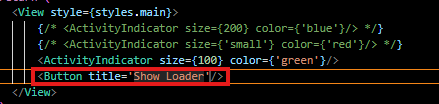 <View style={styles.main}>
{/* <ActivityIndicator size={200} color={'blue'}/> */}
{/* <ActivityIndicator size={'small'} color={'red'}/> */}
<ActivityIndicator size={100} color={'green'}/>
<Button title='Show Loader'/>
</View>